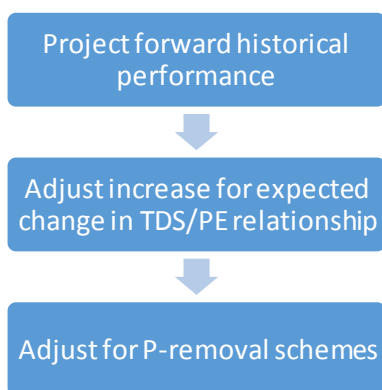 Project forward historical
performance
Adjust increase for expected
change in TDS/PE relationship
Adjust for P-removal schemes